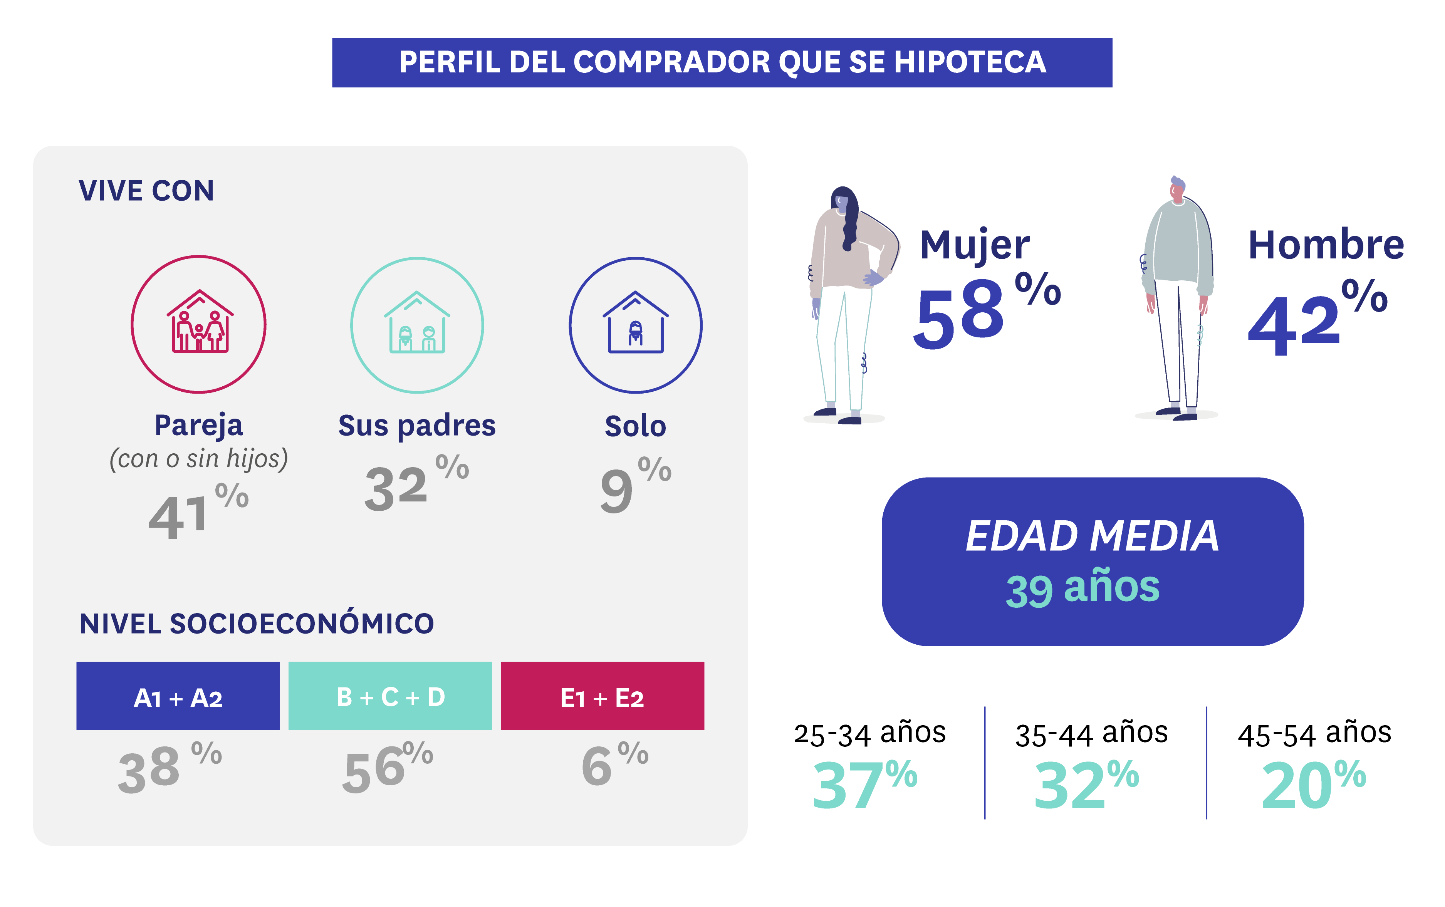 PERFIL DEL COMPRADOR QUE SE HIPOTECA
VIVE CON
Pareja
(con o sin hijos)
41%
Sus padres
32%
Solo
9%
NIVEL SOCIOECONÓMICO
A1 + A2
38%
B + C + D
56%
E1 + E2
6%
Mujer
58%
Hombre
42%
EDAD MEDIA
39 años
25-34 años
37%
35-44 años
32%
45-54 años
20%